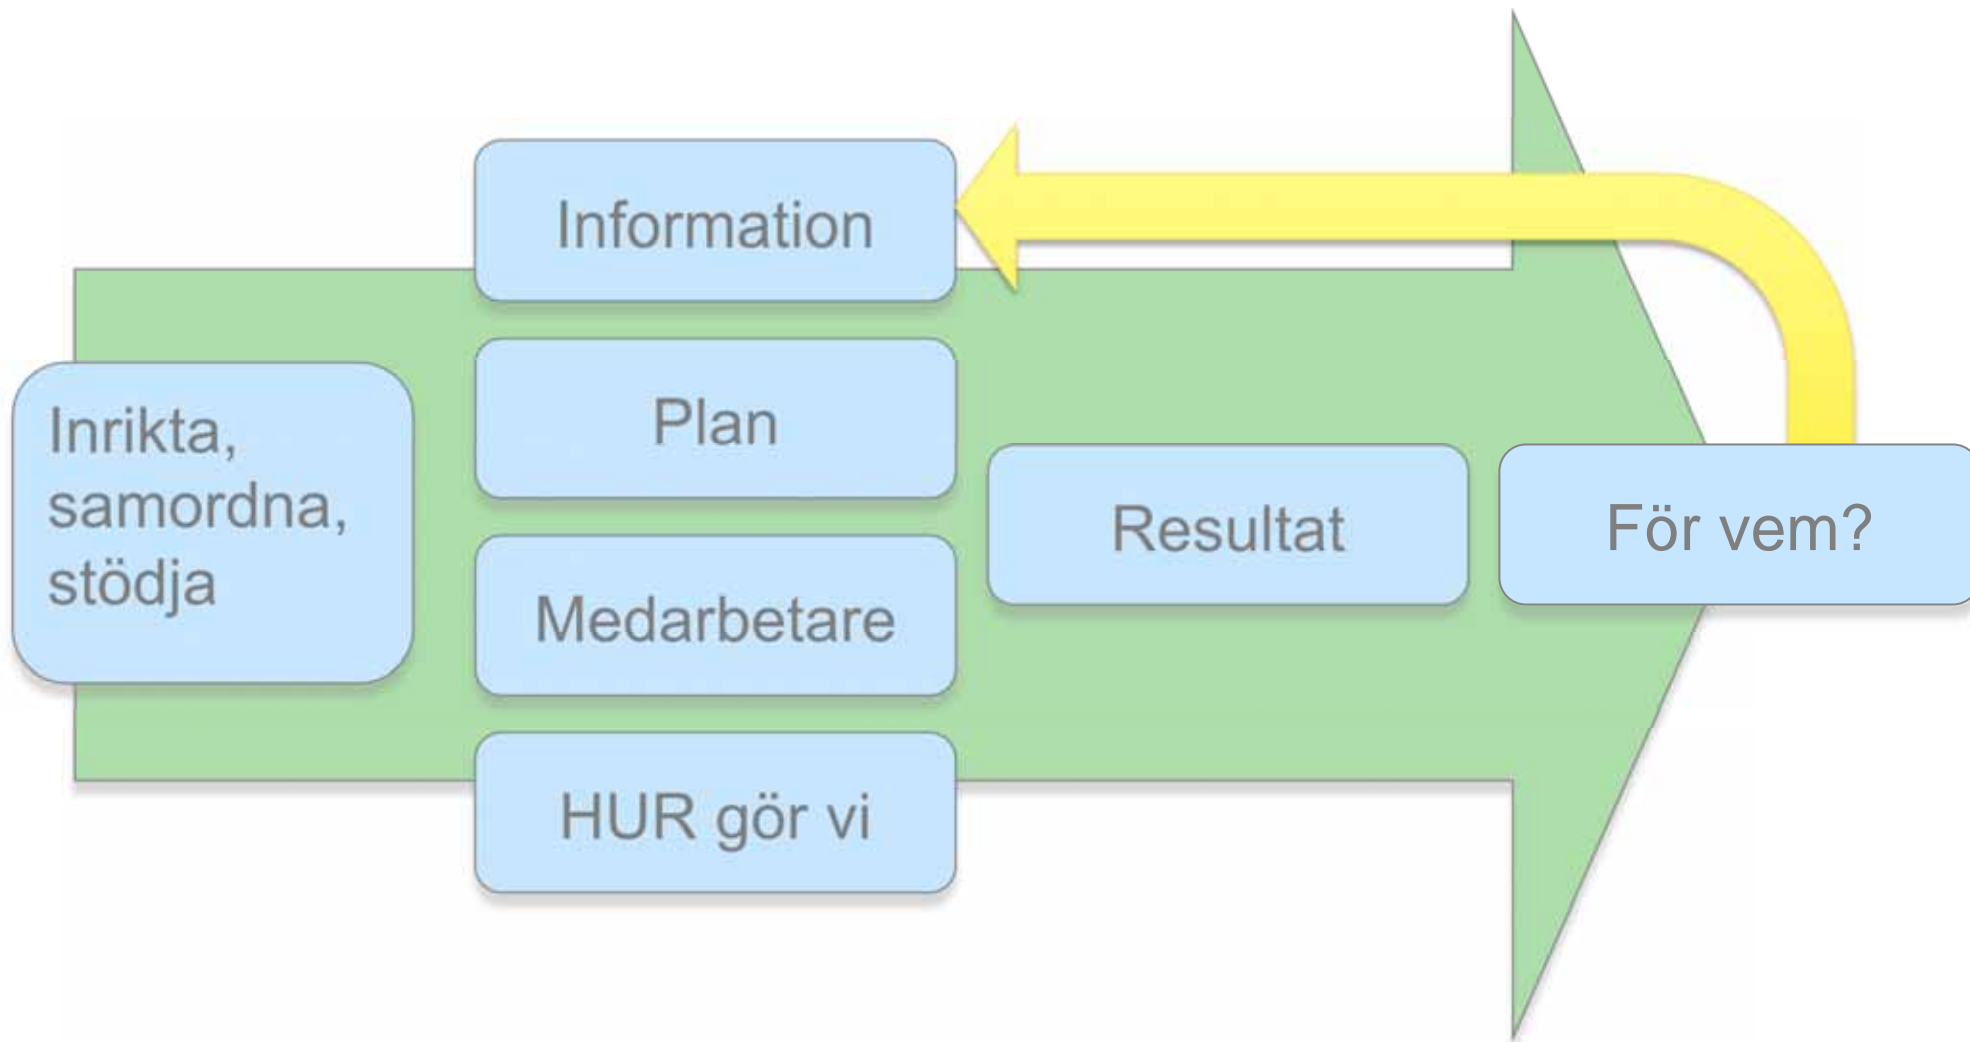 Inrikta,
samordna,
stödja
Information
Plan
Medarbetare
HUR gör vi
Resultat
För vem?